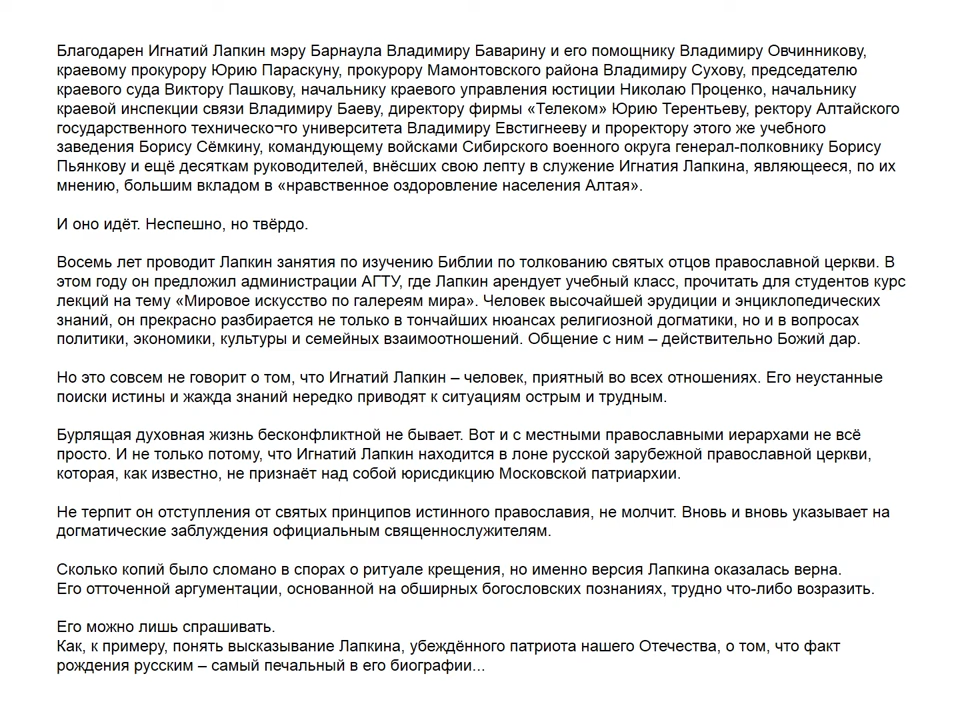 Благодарен Игнатий Лапкин мэру Барнаула Владимиру Баварину и его помощнику Владимиру Овчинникову,
краевому прокурору Юрию Параскуну, прокурору Мамонтовского района Владимиру Сухову, председателю
краевого суда Виктору Пашкову, начальнику краевого управления юстиции Николаю Проценко, начальнику
краевой инспекции связи Владимиру Баеву, директору фирмы «Телеком» Юрию Терентьеву, ректору Алтайского
государственного техническо¬го университета Владимиру Евстигнееву и проректору этого же учебного
заведения Борису Сёмкину, командующему войсками Сибирского военного округа генерал-полковнику Борису
Пьянкову и ещё десяткам руководителей, внёсших свою лепту в служение Игнатия Лапкина, являющееся, по их
мнению, большим вкладом в «нравственное оздоровление населения Алтая».
И оно идёт. Неспешно, но твёрдо.
Восемь лет проводит Лапкин занятия по изучению Библии по толкованию святых отцов православной церкви. В
этом году он предложил администрации АГТУ, где Лапкин арендует учебный класс, прочитать для студентов курс
лекций на тему «Мировое искусство по галереям мира». Человек высочайшей эрудиции и энциклопедических
знаний, он прекрасно разбирается не только в тончайших нюансах религиозной догматики, но и в вопросах
политики, экономики, культуры и семейных взаимоотношений. Общение с ним – действительно Божий дар.
Но это совсем не говорит о том, что Игнатий Лапкин – человек, приятный во всех отношениях. Его неустанные
поиски истины и жажда знаний нередко приводят к ситуациям острым и трудным.
Бурлящая духовная жизнь бесконфликтной не бывает. Вот и с местными православными иерархами не всё
просто. И не только потому, что Игнатий Лапкин находится в лоне русской зарубежной православной церкви,
которая, как известно, не признаёт над собой юрисдикцию Московской патриархии.
Не терпит он отступления от святых принципов истинного православия, не молчит. Вновь и вновь указывает на
догматические заблуждения официальным священнослужителям.
Сколько копий было сломано в спорах о ритуале крещения, но именно версия Лапкина оказалась верна.
Его отточенной аргументации, основанной на обширных богословских познаниях, трудно что-либо возразить.
Его можно лишь спрашивать.
Как, к примеру, понять высказывание Лапкина, убеждённого патриота нашего Отечества, о том, что факт
рождения русским – самый печальный в его биографии...